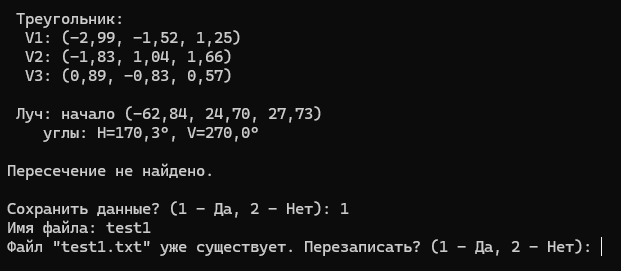 Треугольник:
V1: (-2,99, -1,52, 1,25)
V2: (-1,83, 1,04, 1,66)
V3: (0,89, -0,83, 0,57)
Луч: начало (-62,84, 24,70, 27,73)
углы: H=170,3°, V=270,0°
Пересечение не найдено.
Сохранить данные? (1 - Да, 2 - Нет): 1
Имя файла: test1
Файл "test1.txt" уже существует. Перезаписать? (1 - Да, 2 - Нет):